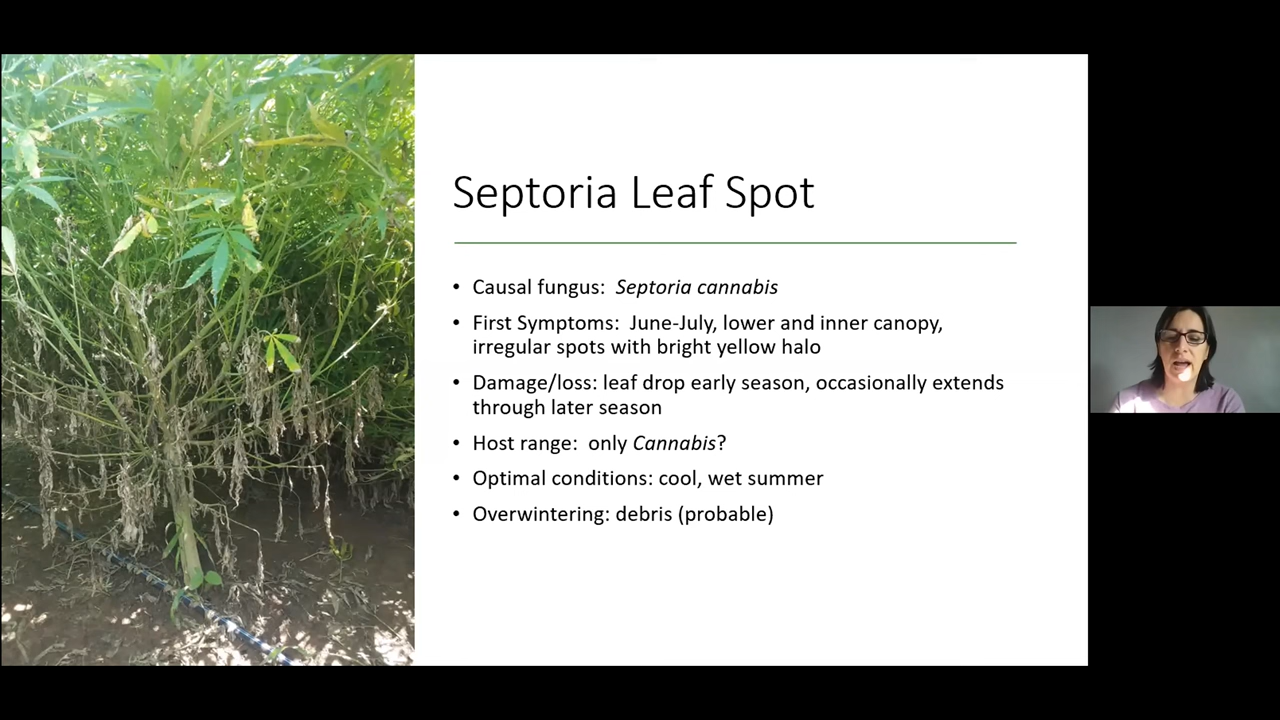 Septoria Leaf Spot
• Causal fungus: Septoria cannabis
• First Symptoms: June-July, lower and inner canopy,
irregular spots with bright yellow halo
• Damage/loss: leaf drop early season, occasionally extends
through later season
• Host range: only Cannabis?
• Optimal conditions: cool, wet summer
• Overwintering: debris (probable)